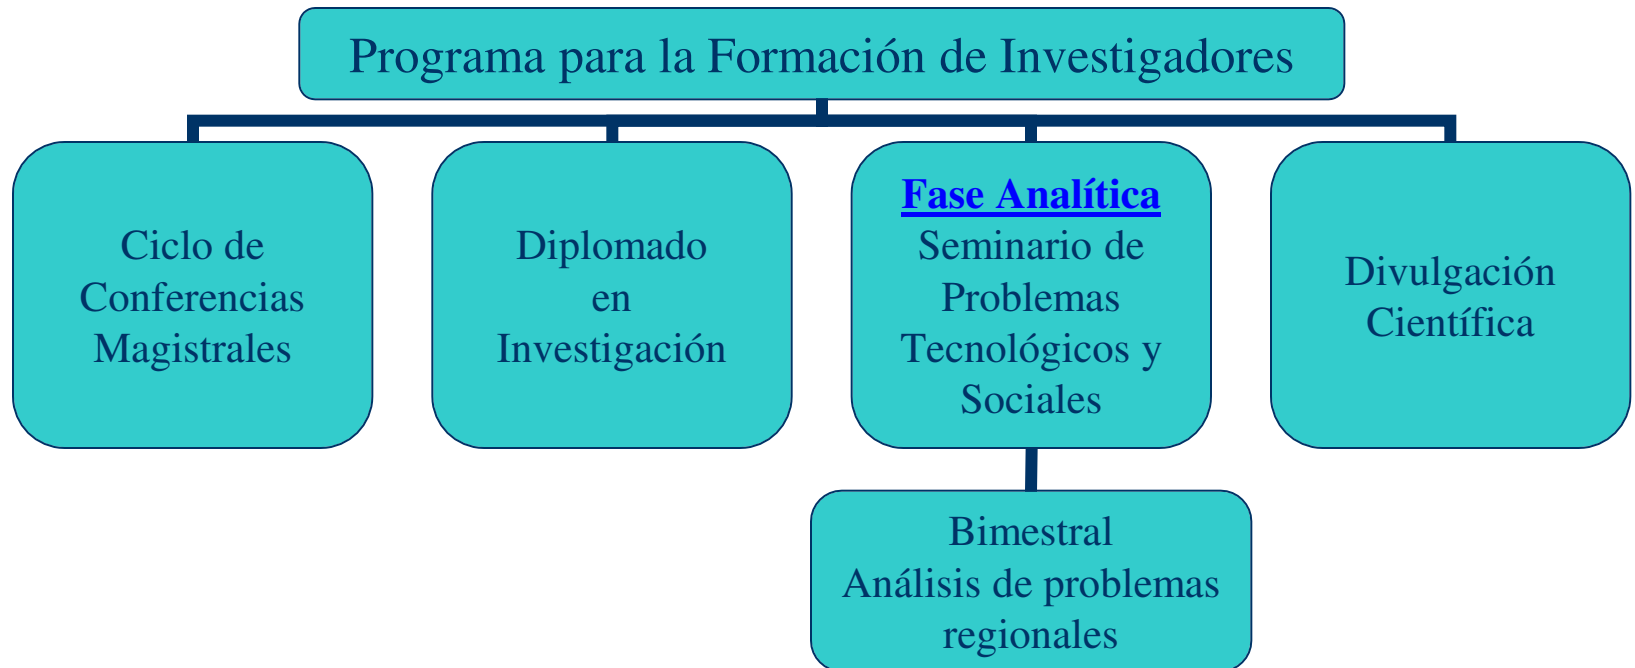 Programa para la Formación de Investigadores
Ciclo de
Conferencias
Magistrales
Diplomado
en
Investigación
Fase Analítica
Seminario de
Problemas
Tecnológicos y
Sociales
Divulgación
Científica
Bimestral
Análisis de problemas
regionales